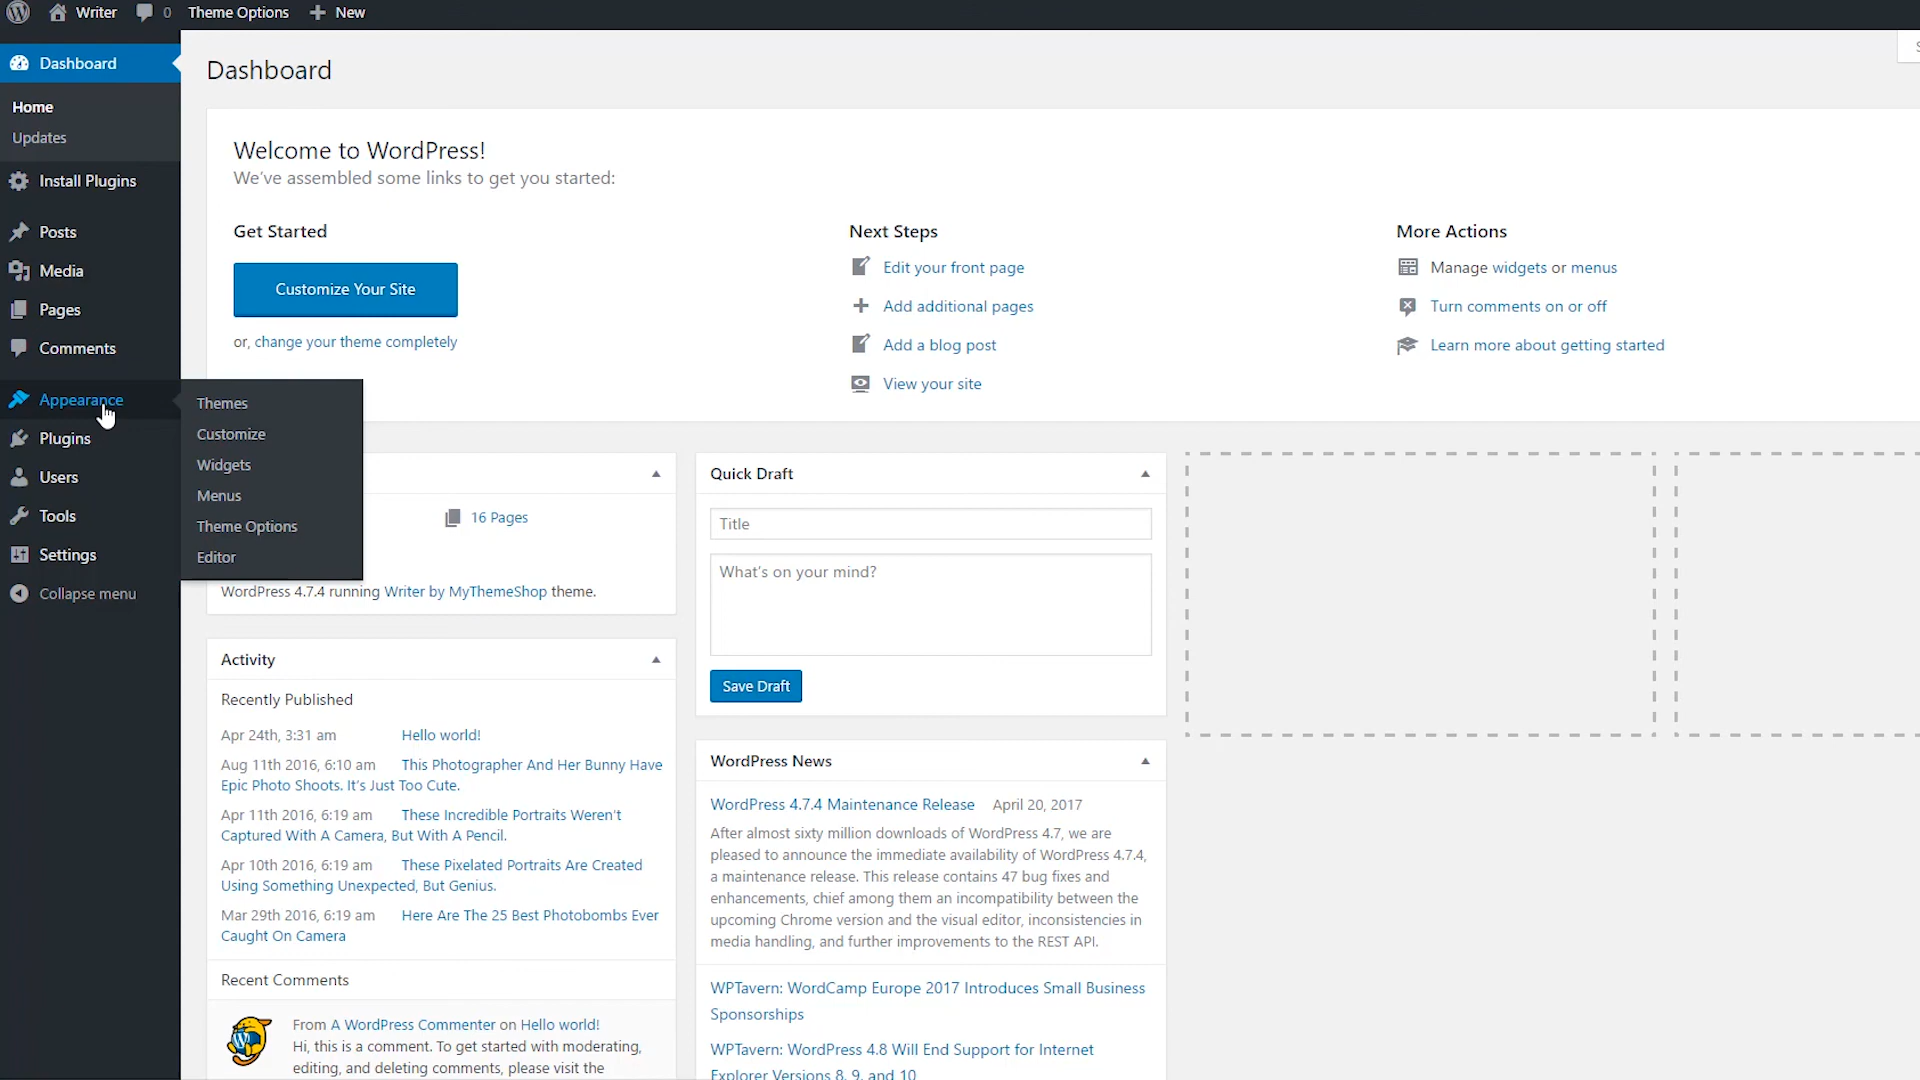 Writer 0 Theme Options New
Dashboard
Home
Updates
Install Plugins
Posts
Media
Pages
Comments
Appearance
Plugins
Users
Tools
Settings
Collapse menu
Themes
Customize
Widgets
Menus
Theme Options
Editor
Dashboard
Welcome to WordPress!
We've assembled some links to get you started:
Get Started
Customize Your Site
or, change your theme completely
Next Steps
Edit your front page
Add additional pages
Add a blog post
View your site
More Actions
Manage widgets or menus
Turn comments on or off
Learn more about getting started
16 Pages
WordPress 4.7.4 running Writer by MyThemeShop theme.
Activity
Recently Published
Apr 24th, 3:31 am Hello world!
Aug 11th 2016, 6:10 am This Photographer And Her Bunny Have
Epic Photo Shoots. It's Just Too Cute.
Apr 11th 2016, 6:19 am These Incredible Portraits Weren't
Captured With A Camera, But With A Pencil.
Apr 10th 2016, 6:19 am These Pixelated Portraits Are Created
Using Something Unexpected, But Genius.
Mar 29th 2016, 6:19 am Here Are The 25 Best Photobombs Ever
Caught On Camera
Recent Comments
From A WordPress Commenter on Hello world!
Hi, this is a comment. To get started with moderating,
editing, and deleting comments, please visit the
Quick Draft
Title
What's on your mind?
Save Draft
WordPress News
WordPress 4.7.4 Maintenance Release April 20, 2017
After almost sixty million downloads of WordPress 4.7, we are
pleased to announce the immediate availability of WordPress 4.7.4,
a maintenance release. This release contains 47 bug fixes and
enhancements, chief among them an incompatibility between the
upcoming Chrome version and the visual editor, inconsistencies in
media handling, and further improvements to the REST API.
WPTavern: WordCamp Europe 2017 Introduces Small Business
Sponsorships
WPTavern: WordPress 4.8 Will End Support for Internet
Explorer Versions 8, 9, and 10